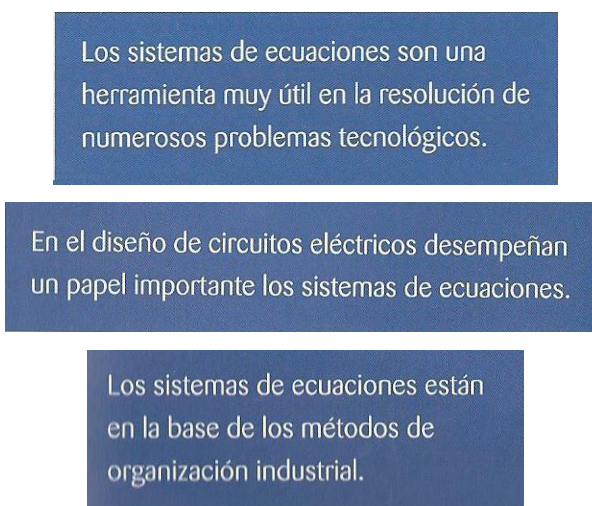 Los sistemas de ecuaciones son una
herramienta muy útil en la resolución de
numerosos problemas tecnológicos.
En el diseño de circuitos eléctricos desempeñan
un papel importante los sistemas de ecuaciones.
Los sistemas de ecuaciones están
en la base de los métodos de
organización industrial.